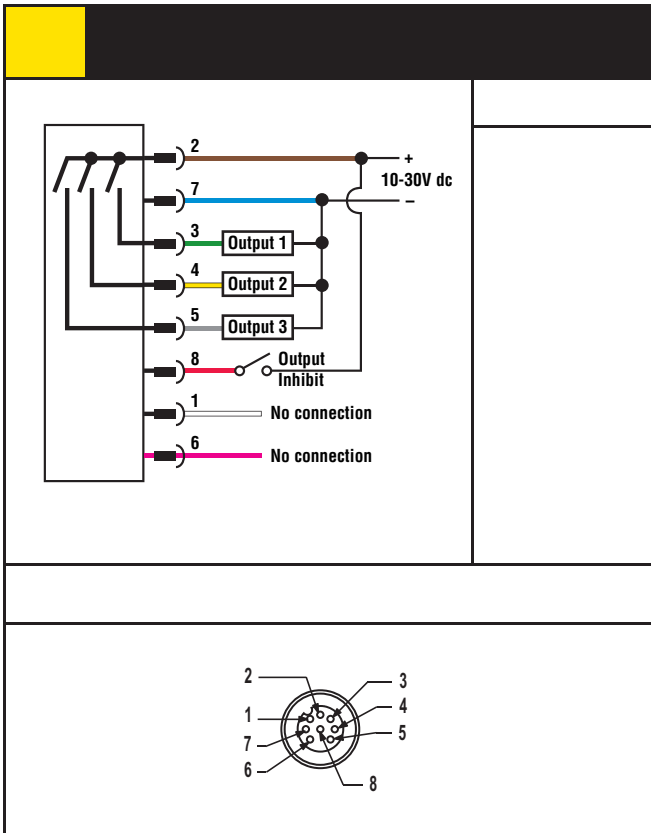 2
+
10-30V dc
7
–
3
Output 1
4
Output 2
5
Output 3
8
Output
Inhibit
1
No connection
6
No connection
2
3
1
4
7
5
6
8